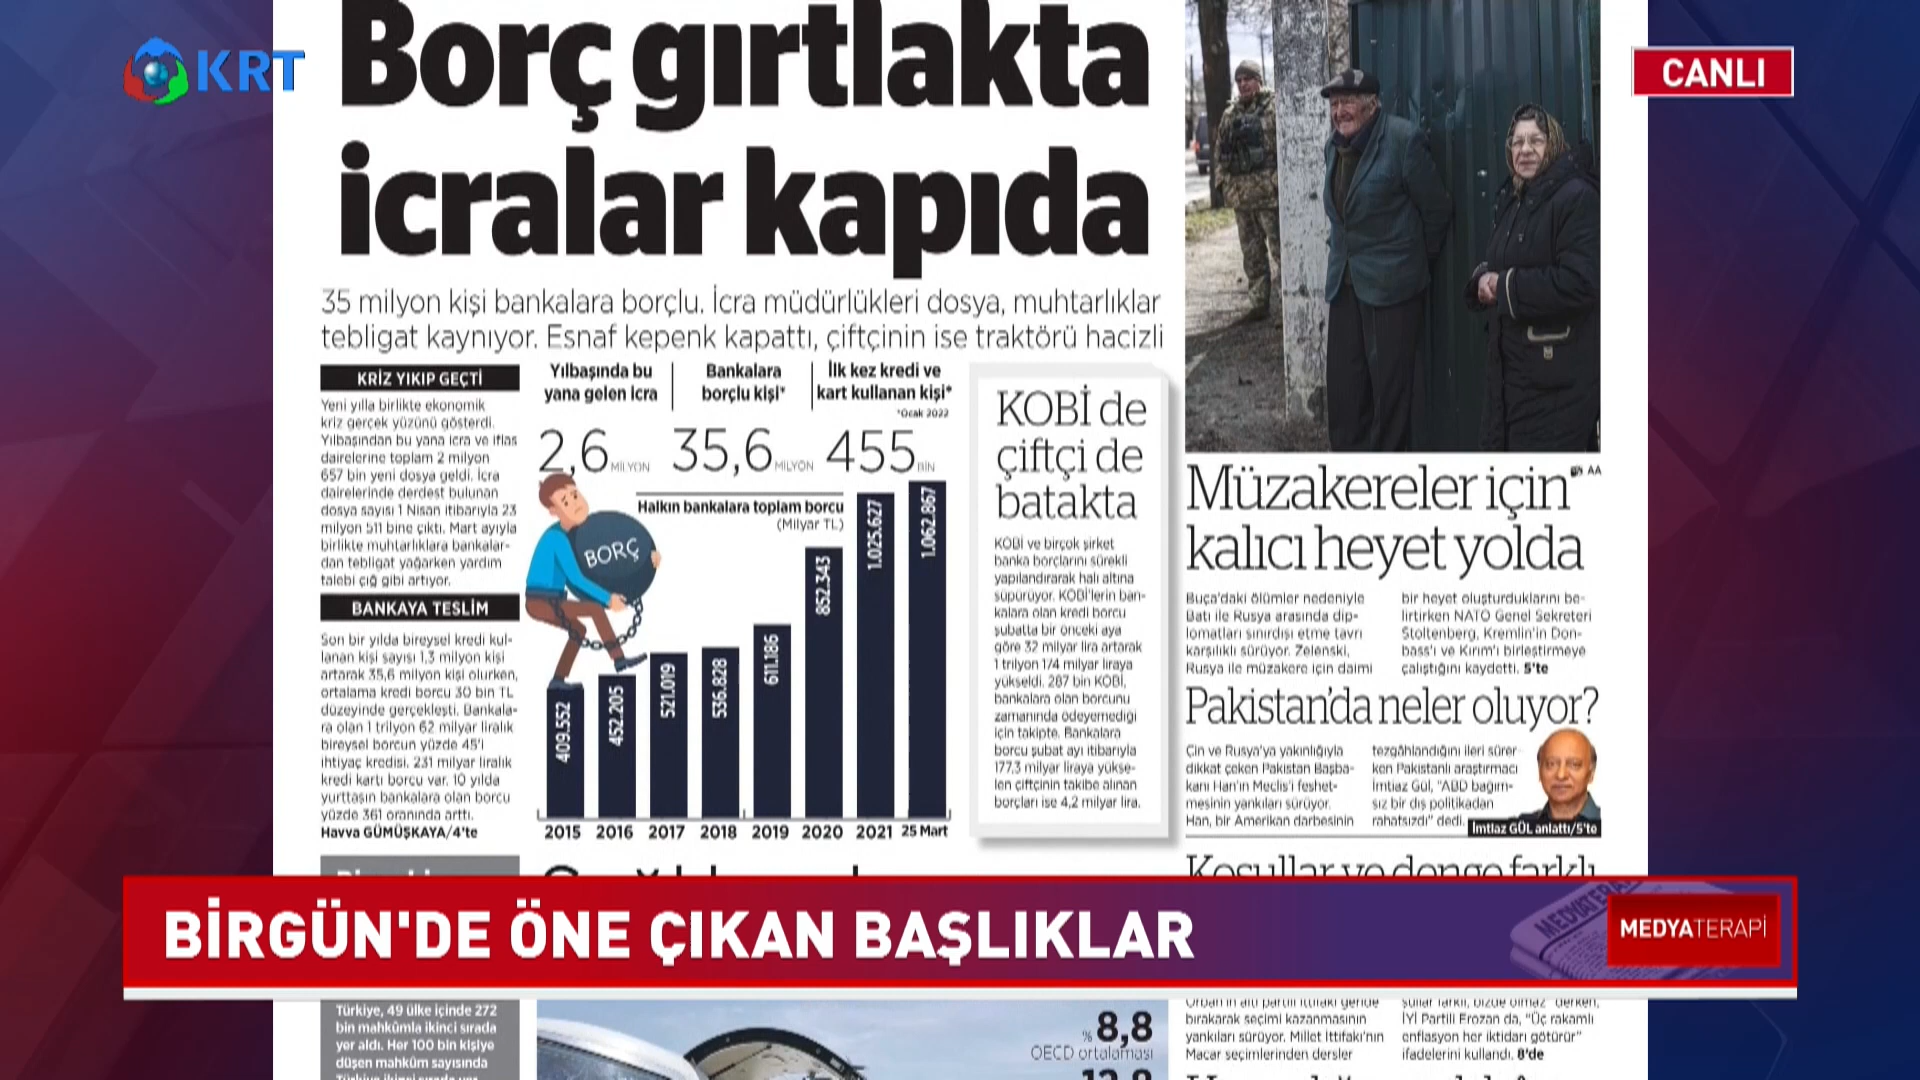 KRT
CANLI
Borç gırtlakta
icralar kapıda
35 milyon kişi bankalara borçlu. İcra müdürlükleri dosya, muhtarlıklar
tebligat kaynıyor. Esnaf kepenk kapattı, çiftçinin ise traktörü hacizli
KRİZ YIKIP GEÇTİ
Yeni yılla birlikte ekonomik
kriz gerçek yüzünü gösterdi.
Yılbaşından bu yana icra ve iflas
dairelerine toplam 2 milyon
657 bin yeni dosya geldi. İcra
dairelerinde derdest bulunan
dosya sayısı 1 Nisan itibarıyla 23
milyon 511 bine çıktı. Mart ayıyla
birlikte muhtarlıklara bankalar-
dan tebligat yağarken yardım
talebi çığ gibi artıyor.
BANKAYA TESLİM
Son bir yılda bireysel kredi kul-
lanan kişi sayısı 1,3 milyon kişi
artarak 35,6 milyon kişi olurken,
ortalama kredi borcu 30 bin TL
düzeyinde gerçekleşti. Bankala-
ra olan 1 trilyon 62 milyar liralık
bireysel borcun yüzde 45'i
ihtiyaç kredisi. 231 milyar liralık
kredi kartı borcu var. 10 yılda
yurttaşın bankalara olan borcu
yüzde 361 oranında arttı.
Havva GÜMÜŞKAYA/4'te
Yılbaşında bu
yana gelen icra
2,6 MİLYON
Bankalara
borçlu kişi*
35,6 MİLYON
İlk kez kredi ve
kart kullanan kişi*
*Ocak 2022
455 BİN
Halkın bankalara toplam borcu
(Milyar TL)
BORÇ
409.552
452.205
521.019
536.828
611.186
852.343
1.025.627
1.062.867
2015 2016 2017 2018 2019 2020 2021 25 Mart
KOBİ de
çiftçi de
batakta
KOBİ ve birçok şirket
banka borçlarını sürekli
yapılandırarak halı altına
süpürüyor. KOBİ'lerin ban-
kalara olan kredi borcu
şubatta bir önceki aya
göre 32 milyar lira artarak
1 trilyon 174 milyar liraya
yükseldi. 287 bin KOBİ,
bankalara olan borcunu
zamanında ödeyemediği
için takipte. Bankalara
borcu şubat ayı itibarıyla
177,3 milyar liraya yükse-
len çiftçinin takibe alınan
borçları ise 4,2 milyar lira.
AA
Müzakereler için
kalıcı heyet yolda
Buça'daki ölümler nedeniyle
Batı ile Rusya arasında dip-
lomatları sınırdışı etme tavrı
karşılıklı sürüyor. Zelenski,
Rusya ile müzakere için daimi
bir heyet oluşturduklarını be-
lirtirken NATO Genel Sekreteri
Stoltenberg, Kremlin'in Don-
bass'ı ve Kırım'ı birleştirmeye
çalıştığını kaydetti. 5'te
Pakistan'da neler oluyor?
Çin ve Rusya'ya yakınlığıyla
dikkat çeken Pakistan Başba-
kanı Han'ın Meclis'i feshet-
mesinin yankıları sürüyor.
Han, bir Amerikan darbesinin
tezgâhlandığını ileri sürer-
ken Pakistanlı araştırmacı
İmtiaz Gül, "ABD bağım-
sız bir dış politikadan
rahatsızdı" dedi.
İmtiaz GÜL anlattı/5'te
Koşullar ve denge farklı
BİRGÜN'DE ÖNE ÇIKAN BAŞLIKLAR
MEDYATERAPİ
Türkiye, 49 ülke içinde 272
bin mahkûmla ikinci sırada
yer aldı. Her 100 bin kişiye
düşen mahkûm sayısında
% 8,8
OECD ortalaması
Orban'ın altı partili ittifakı geride
bırakarak seçimi kazanmasının
yankıları sürüyor. Millet İttifakı'nın
Macar seçimlerinden dersler
şullar farklı, bizde olmaz" derken,
İYİ Partili Erozan da, "Üç rakamlı
enflasyon her iktidarı götürür"
ifadelerini kullandı. 8'de